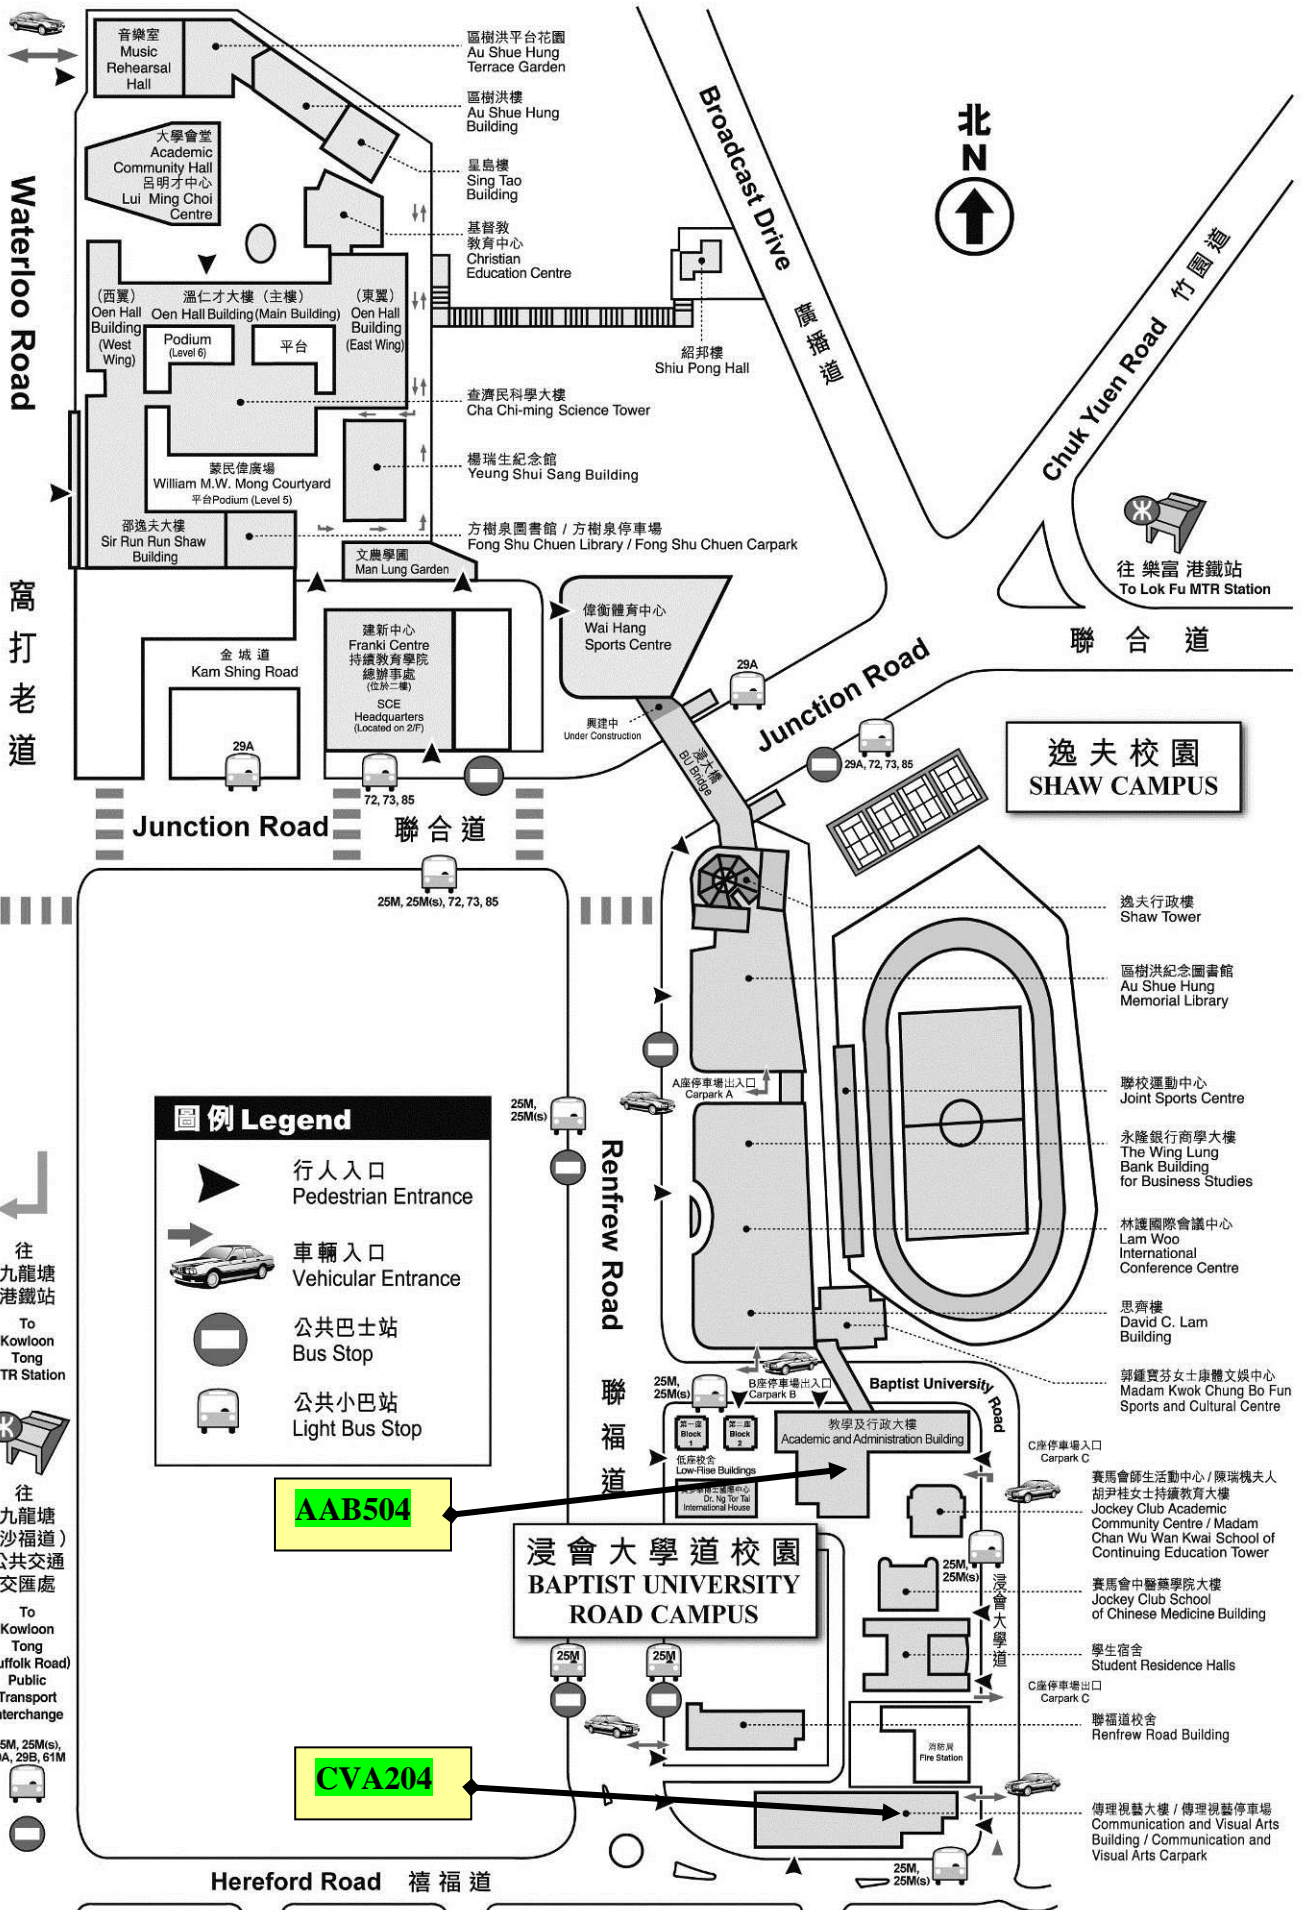 音樂室
Music
Rehearsal
Hall
區樹洪平台花園
Au Shue Hung
Terrace Garden
區樹洪樓
Au Shue Hung
Building
大學會堂
Academic
Community Hall
呂明才中心
Lui Ming Choi
Centre
星島樓
Sing Tao
Building
基督教
教育中心
Christian
Education Centre
Broadcast Drive
廣播道
北
N
Chuk Yuen Road 竹園道
Waterloo Road
窩打老道
(西翼)
Oen Hall
Building
(West
Wing)
溫仁才大樓 (主樓)
Oen Hall Building (Main Building)
(東翼)
Oen Hall
Building
(East Wing)
Podium
(Level 6)
平台
紹邦樓
Shiu Pong Hall
查濟民科學大樓
Cha Chi-ming Science Tower
楊瑞生紀念館
Yeung Shui Sang Building
蒙民偉廣場
William M.W. Mong Courtyard
平台Podium (Level 5)
邵逸夫大樓
Sir Run Run Shaw
Building
方樹泉圖書館 / 方樹泉停車場
Fong Shu Chuen Library / Fong Shu Chuen Carpark
文農學圃
Man Lung Garden
往 樂富 港鐵站
To Lok Fu MTR Station
聯合道
金城道
Kam Shing Road
建新中心
Franki Centre
持續教育學院
總辦事處
(位於二樓)
SCE
Headquarters
(Located on 2/F)
偉衡體育中心
Wai Hang
Sports Centre
興建中
Under Construction
29A
Junction Road
浸大橋
BU Bridge
29A, 72, 73, 85
逸夫校園
SHAW CAMPUS
29A
72, 73, 85
Junction Road 聯合道
25M, 25M(s), 72, 73, 85
逸夫行政樓
Shaw Tower
區樹洪紀念圖書館
Au Shue Hung
Memorial Library
A座停車場出入口
Carpark A
聯校運動中心
Joint Sports Centre
永隆銀行商學大樓
The Wing Lung
Bank Building
for Business Studies
林護國際會議中心
Lam Woo
International
Conference Centre
思齊樓
David C. Lam
Building
郭鍾寶芬女士康體文娛中心
Madam Kwok Chung Bo Fun
Sports and Cultural Centre
25M,
25M(s)
Renfrew Road
聯福道
圖例 Legend
行人入口
Pedestrian Entrance
車輛入口
Vehicular Entrance
公共巴士站
Bus Stop
公共小巴站
Light Bus Stop
往
九龍塘
港鐵站
To
Kowloon
Tong
TR Station
往
九龍塘
沙福道)
公共交通
交匯處
To
Kowloon
Tong
uffolk Road)
Public
Transport
nterchange
5M, 25M(s),
9A, 29B, 61M
25M,
25M(s)
B座停車場出入口
Carpark B
Baptist University Road
第一座
Block
1
第二座
Block
2
低座校舍
Low-Rise Buildings
Dr. Ng Tor Tai
International House
教學及行政大樓
Academic and Administration Building
C座停車場入口
Carpark C
賽馬會師生活動中心 / 陳瑞槐夫人
胡尹桂女士持續教育大樓
Jockey Club Academic
Community Centre / Madam
Chan Wu Wan Kwai School of
Continuing Education Tower
AAB504
浸會大學道校園
BAPTIST UNIVERSITY
ROAD CAMPUS
25M,
25M(s)
浸會大學道
賽馬會中醫藥學院大樓
Jockey Club School
of Chinese Medicine Building
學生宿舍
Student Residence Halls
C座停車場出口
Carpark C
25M
25M
聯福道校舍
Renfrew Road Building
消防局
Fire Station
CVA204
傳理視藝大樓 / 傳理視藝停車場
Communication and Visual Arts
Building / Communication and
Visual Arts Carpark
25M,
25M(s)
Hereford Road 禧福道